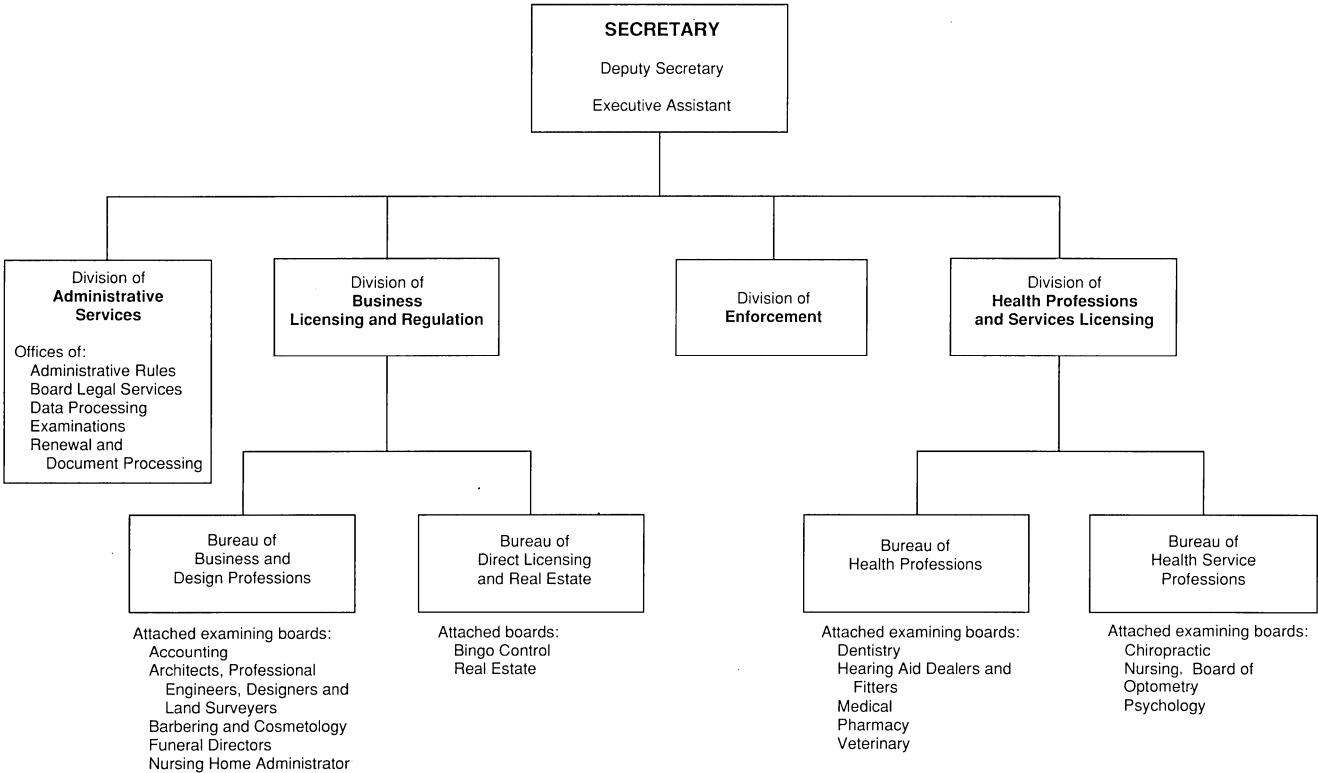 SECRETARY
Deputy Secretary
Executive Assistant
Division of
Administrative
Services
Offices of:
Administrative Rules
Board Legal Services
Data Processing
Examinations
Renewal and
Document Processing
Division of
Business
Licensing and Regulation
Division of
Enforcement
Division of
Health Professions
and Services Licensing
Bureau of
Business and
Design Professions
Attached examining boards:
Accounting
Architects, Professional
Engineers, Designers and
Land Surveyers
Barbering and Cosmetology
Funeral Directors
Nursing Home Administrator
Bureau of
Direct Licensing
and Real Estate
Attached boards:
Bingo Control
Real Estate
Bureau of
Health Professions
Attached examining boards:
Dentistry
Hearing Aid Dealers and
Fitters
Medical
Pharmacy
Veterinary
Bureau of
Health Service
Professions
Attached examining boards:
Chiropractic
Nursing, Board of
Optometry
Psychology